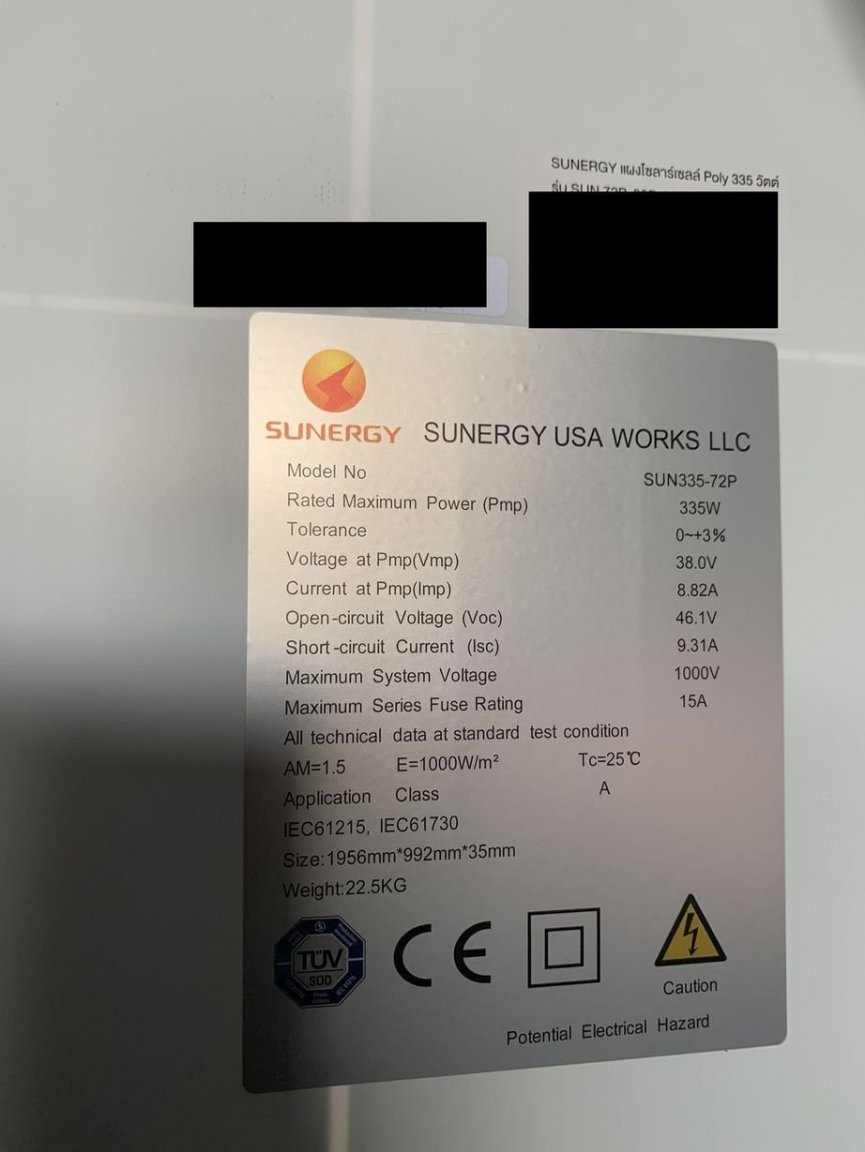 SUNERGY แผงโซลาร์เซลล์ Poly 335 วัตต์
รุ่น SUN
SUNERGY
SUNERGY USA WORKS LLC
Model No SUN335-72P
Rated Maximum Power (Pmp) 335W
Tolerance 0~+3%
Voltage at Pmp(Vmp) 38.0V
Current at Pmp(Imp) 8.82A
Open-circuit Voltage (Voc) 46.1V
Short-circuit Current (Isc) 9.31A
Maximum System Voltage 1000V
Maximum Series Fuse Rating 15A
All technical data at standard test condition
AM=1.5 E=1000W/m² Tc=25℃
Application Class A
IEC61215, IEC61730
Size:1956mm*992mm*35mm
Weight:22.5KG
TÜV
SÜD
CE
Caution
Potential Electrical Hazard